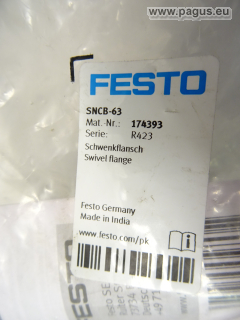 www.pagus.eu
FESTO
SNCB-63
Mat.-Nr.: 174393
Serie: R423
Schwenkflansch
Swivel flange
Festo Germany
Made in India
www.festo.com/pk
FESTO